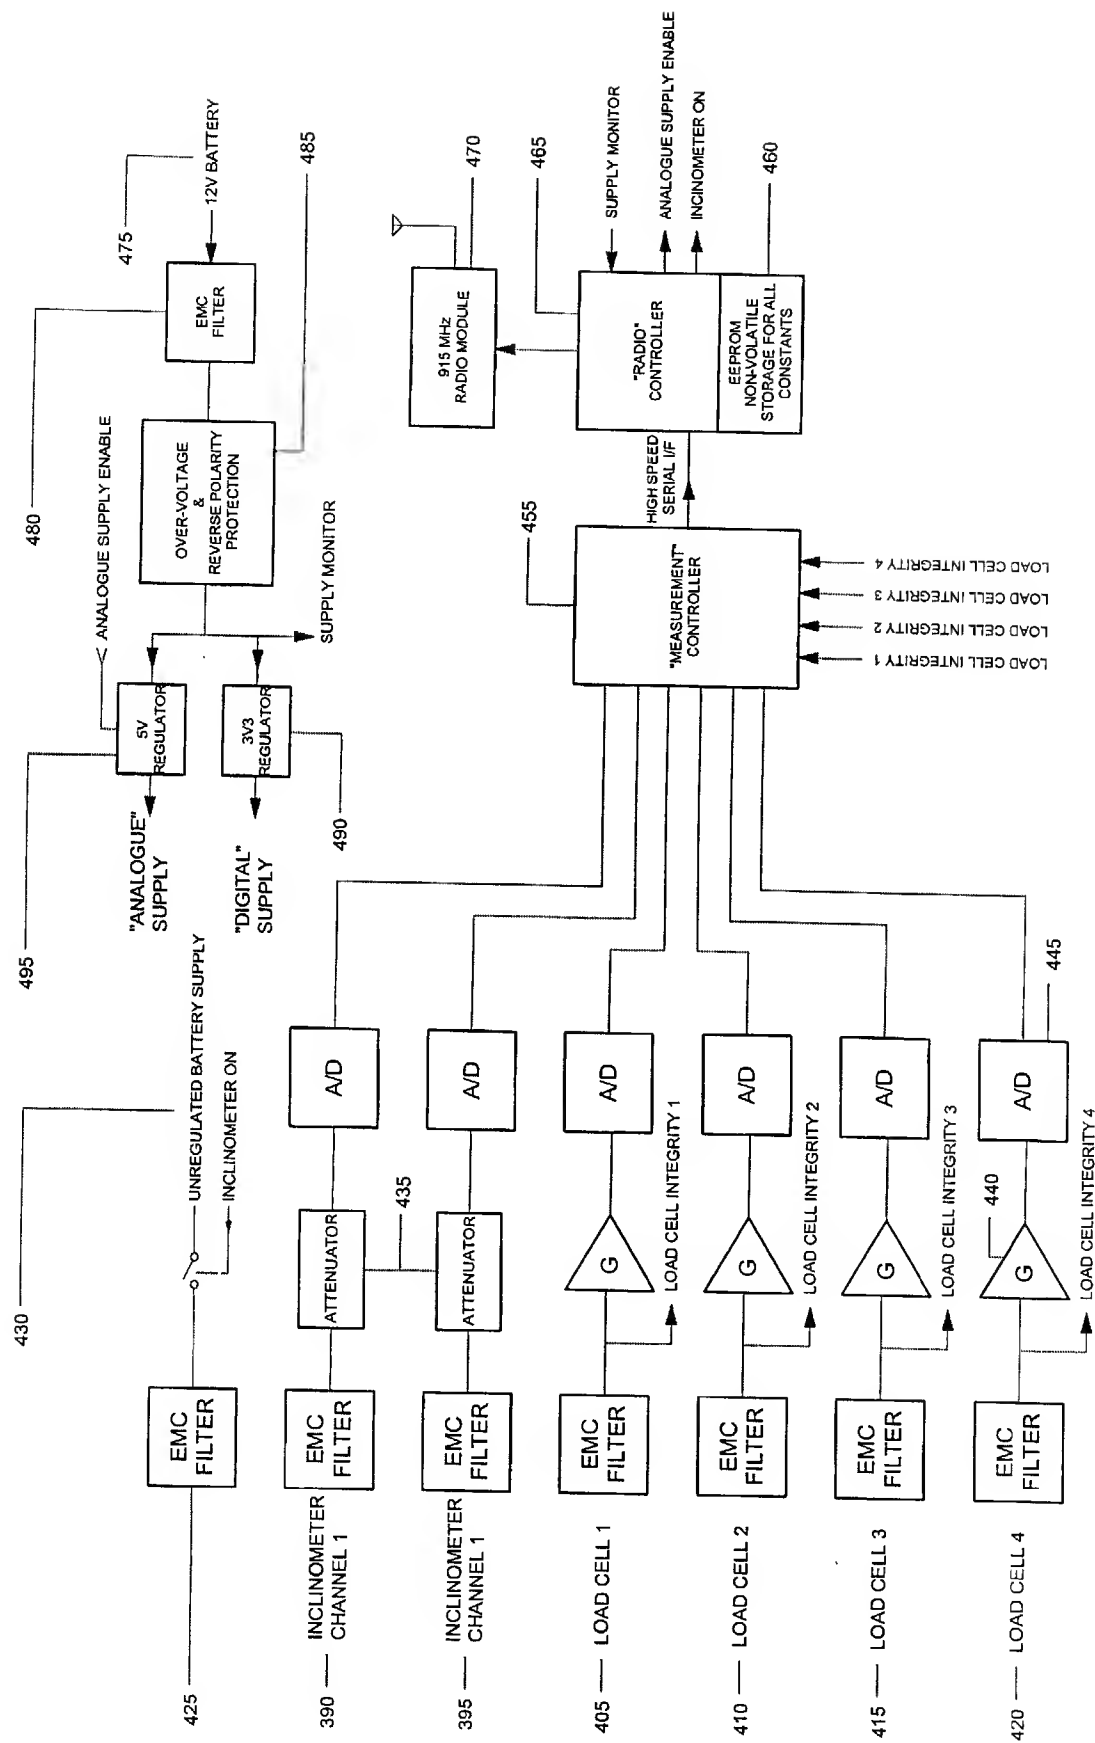 430
UNREGULATED BATTERY SUPPLY
INCLINOMETER ON
EMC
FILTER
425
495
"ANALOGUE"
SUPPLY
"DIGITAL"
SUPPLY
490
5V
REGULATOR
3V3
REGULATOR
ANALOGUE SUPPLY ENABLE
SUPPLY MONITOR
480
OVER-VOLTAGE
&
REVERSE POLARITY
PROTECTION
485
EMC
FILTER
475
12V BATTERY
390
INCLINOMETER
CHANNEL 1
EMC
FILTER
ATTENUATOR
A/D
435
395
INCLINOMETER
CHANNEL 1
EMC
FILTER
ATTENUATOR
A/D
405
LOAD CELL 1
EMC
FILTER
G
A/D
LOAD CELL INTEGRITY 1
410
LOAD CELL 2
EMC
FILTER
G
A/D
LOAD CELL INTEGRITY 2
415
LOAD CELL 3
EMC
FILTER
G
A/D
LOAD CELL INTEGRITY 3
420
LOAD CELL 4
EMC
FILTER
440
G
A/D
445
LOAD CELL INTEGRITY 4
455
"MEASUREMENT"
CONTROLLER
LOAD CELL INTEGRITY 1
LOAD CELL INTEGRITY 2
LOAD CELL INTEGRITY 3
LOAD CELL INTEGRITY 4
HIGH SPEED
SERIAL I/F
915 MHz
RADIO MODULE
470
465
"RADIO"
CONTROLLER
SUPPLY MONITOR
ANALOGUE SUPPLY ENABLE
INCINOMETER ON
EEPROM
NON-VOLATILE
STORAGE FOR ALL
CONSTANTS
460